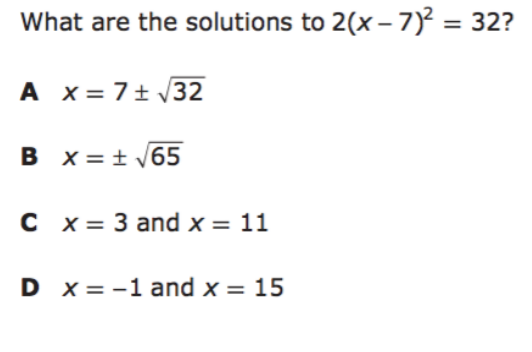 What are the solutions to 2(x – 7)² = 32?
A x = 7 ± √32
B x = ± √65
C x = 3 and x = 11
D x = –1 and x = 15